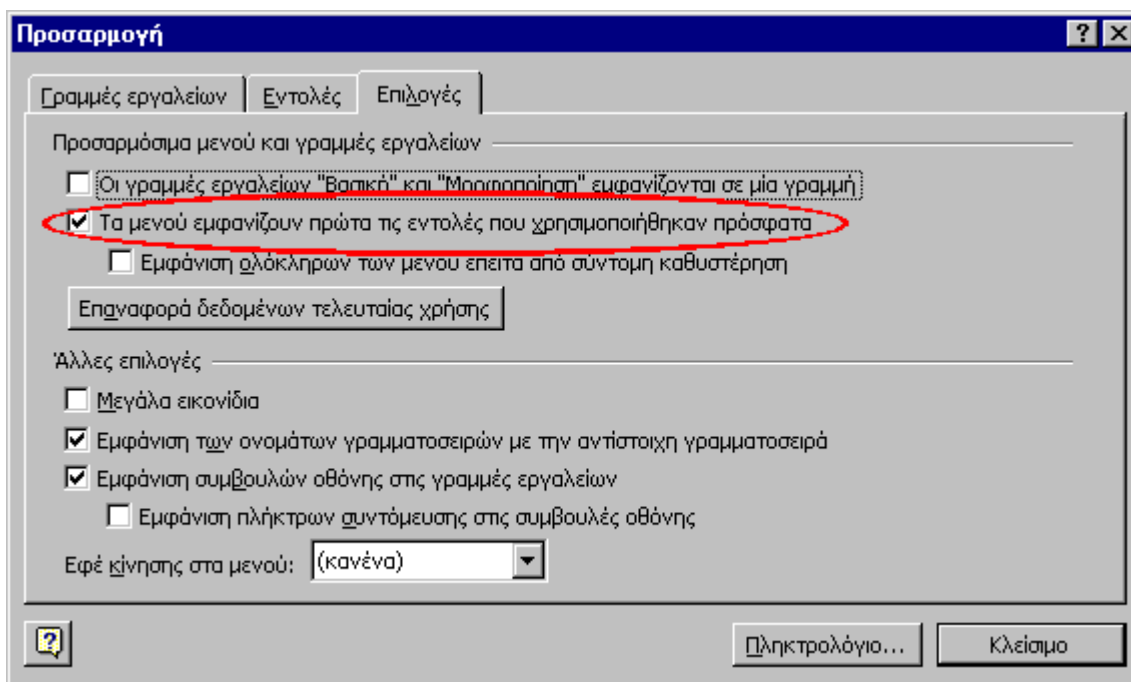 Προσαρμογή
Γραμμές εργαλείων Εντολές Επιλογές
Προσαρμόσιμα μενού και γραμμές εργαλείων
Οι γραμμές εργαλείων "Βασική" και "Μορφοποίηση" εμφανίζονται σε μία γραμμή
Τα μενού εμφανίζουν πρώτα τις εντολές που χρησιμοποιήθηκαν πρόσφατα
Εμφάνιση ολόκληρων των μενού έπειτα από σύντομη καθυστέρηση
Επαναφορά δεδομένων τελευταίας χρήσης
Άλλες επιλογές
Μεγάλα εικονίδια
Εμφάνιση των ονομάτων γραμματοσειρών με την αντίστοιχη γραμματοσειρά
Εμφάνιση συμβουλών οθόνης στις γραμμές εργαλείων
Εμφάνιση πλήκτρων συντόμευσης στις συμβουλές οθόνης
Εφέ κίνησης στα μενού: (κανένα)
Πληκτρολόγιο... Κλείσιμο